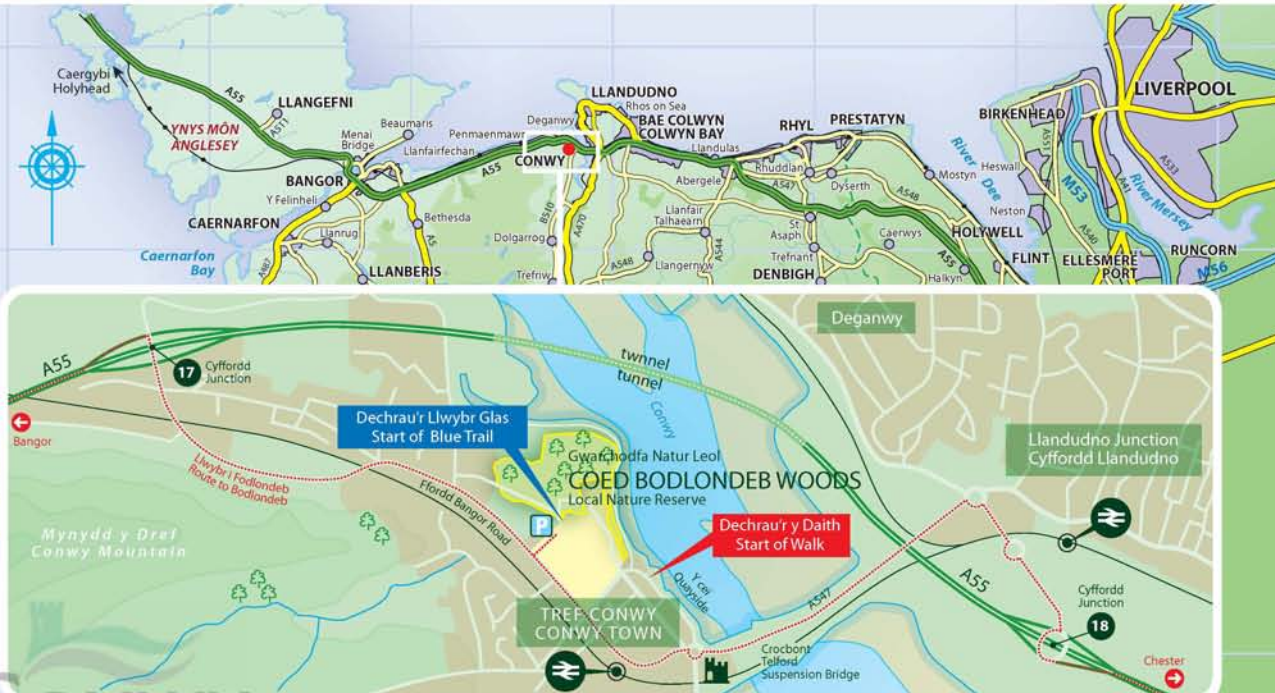 Caergybi
Holyhead
A55
LLANGEFNI
A5T1
YNYS MÔN
ANGLESEY
Menai
Bridge
Beaumaris
Llanfairfechan
Penmaenmawr
Deganwy
LLANDUDNO
Rhos on Sea
BAE COLWYN
COLWYN BAY
Llandulas
RHYL
PRESTATYN
River Dee
BIRKENHEAD
LIVERPOOL
A551
A533
M53
A41
River Mersey
CONWY
A55
BANGOR
Y Felinheli
CAERNARFON
Caernarfon
Bay
A487
Llanrug
LLANBERIS
Bethesda
A5
B510
A470
Dolgarrog
Trefriw
Abergele
Llanfair
Talhaearn
A548
Llangernyw
A544
Rhuddlan
A547
Dyserth
A548
Mostyn
St
Asaph
Trefnant
Caerwys
DENBIGH
A55
HOLYWELL
Halkyn
FLINT
Heswall
Neston
A540
ELLESMERE
PORT
RUNCORN
M56
A55
17
Cyffordd
Junction
Bangor
Llwybr i Fodlondeb
Route to Bodlondeb
Mynydd y Dref
Conwy Mountain
Ffordd Bangor Road
Dechrau'r Llwybr Glas
Start of Blue Trail
P
Gwarchodfa Natur Leol
COED BODLONDEB WOODS
Local Nature Reserve
twnnel
tunnel
Conwy
Deganwy
Llandudno Junction
Cyffordd Llandudno
Dechrau'r y Daith
Start of Walk
Y cei
Quayside
TREF CONWY
CONWY TOWN
A547
A55
Crocbont
Telford
Suspension Bridge
Cyffordd
Junction
18
Chester